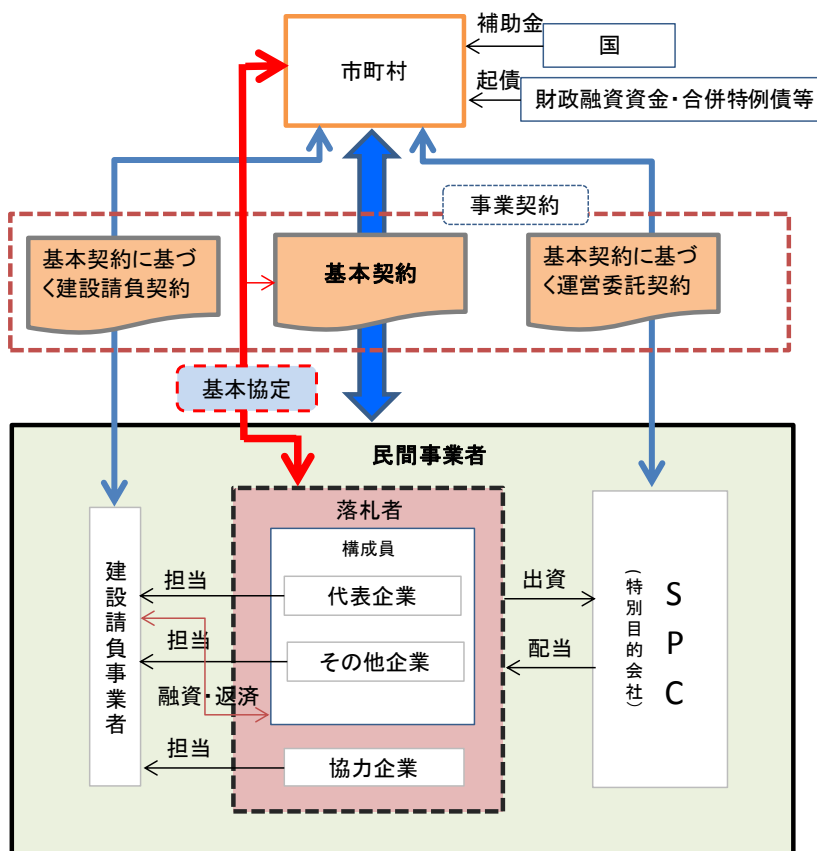 補助金
国
市町村
起債
財政融資資金・合併特例債等
事業契約
基本契約に基づ
く建設請負契約
基本契約
基本契約に基づ
く運営委託契約
基本協定
民間事業者
落札者
構成員
代表企業
その他企業
協力企業
担当
担当
融資・返済
担当
建設請負事業者
出資
配当
SPC
(特別目的会社)